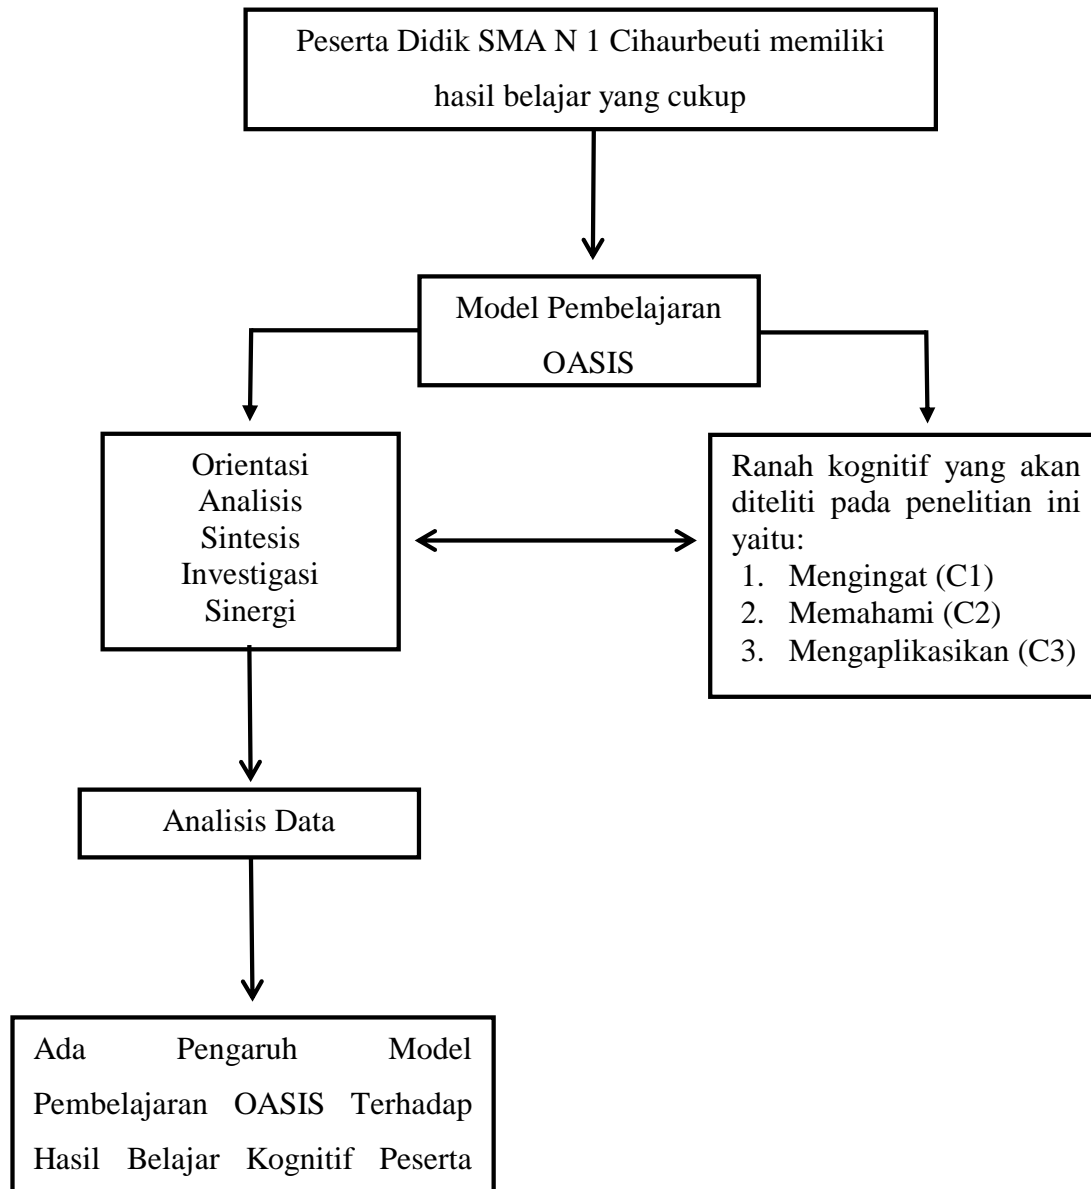 Peserta Didik SMA N 1 Cihaurbeuti memiliki
hasil belajar yang cukup
Model Pembelajaran
OASIS
Orientasi
Analisis
Sintesis
Investigasi
Sinergi
Ranah kognitif yang akan
diteliti pada penelitian ini
yaitu:
1. Mengingat (C1)
2. Memahami (C2)
3. Mengaplikasikan (C3)
Analisis Data
Ada Pengaruh Model
Pembelajaran OASIS Terhadap
Hasil Belajar Kognitif Peserta